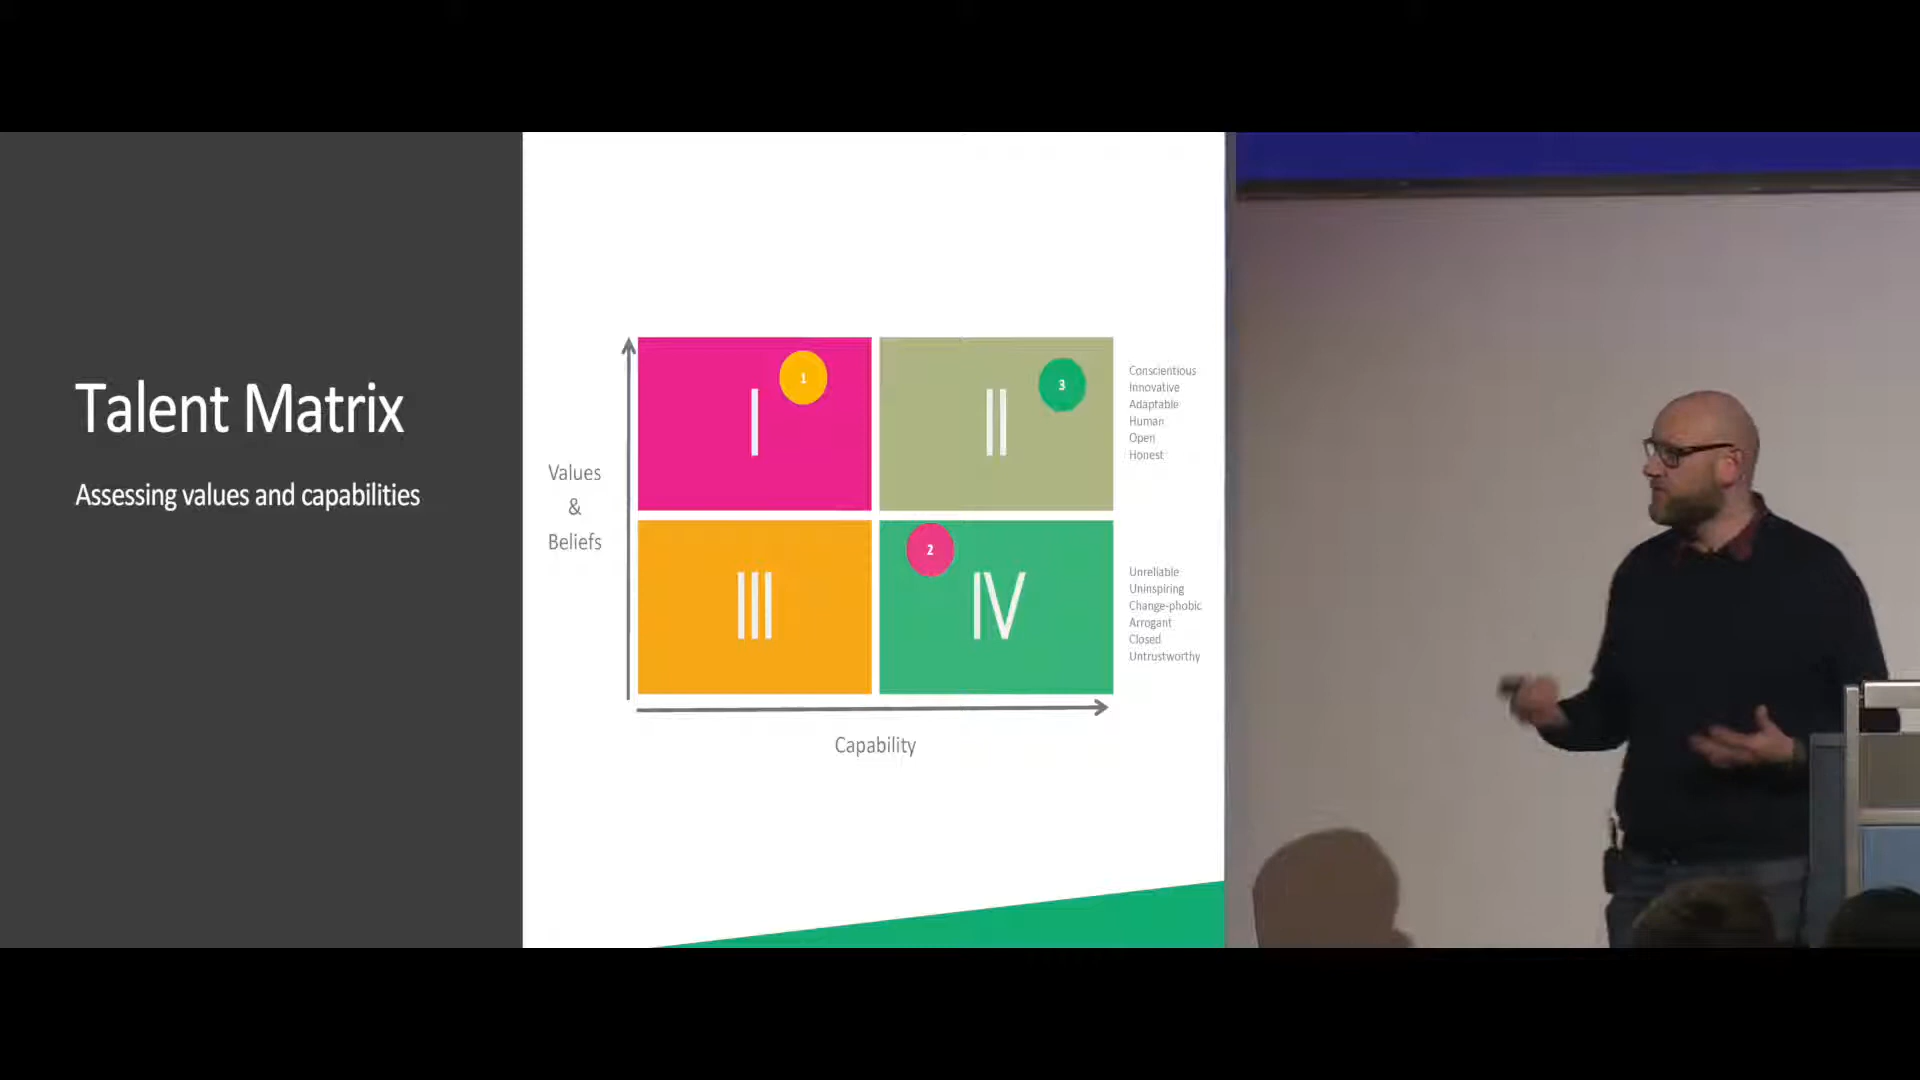 Talent Matrix
Assessing values and capabilities
Values
&
Beliefs
I
1
II
3
III
2
IV
Capability
Conscientious
Innovative
Adaptable
Human
Open
Honest
Unreliable
Uninspiring
Change-phobic
Arrogant
Closed
Untrustworthy